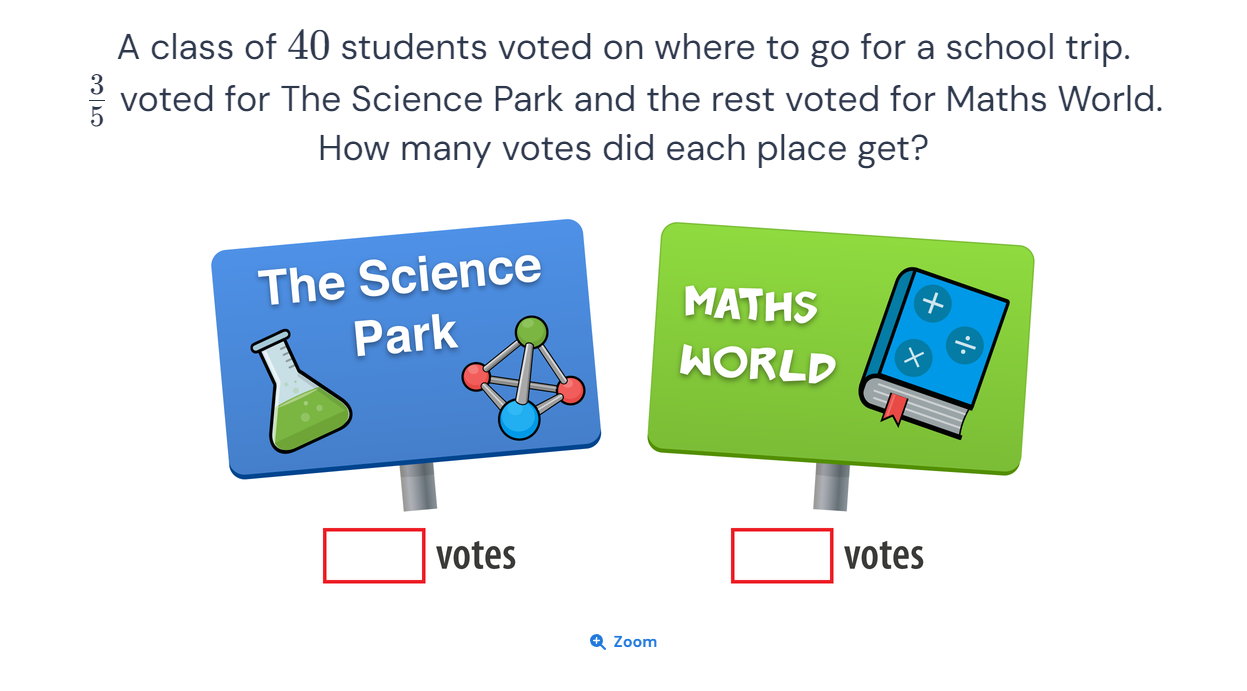 A class of 40 students voted on where to go for a school trip.
3/5 voted for The Science Park and the rest voted for Maths World.
How many votes did each place get?
The Science
Park
MATHS
WORLD
votes
votes
Zoom